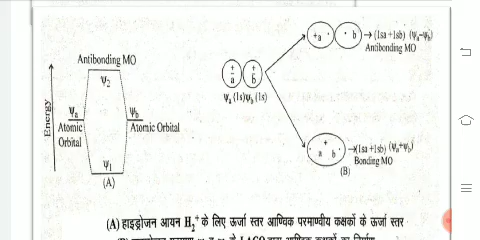 Antibonding MO
Ψ₂
Energy
Ψa
Atomic
Orbital
Ψb
Atomic Orbital
Ψ₁
(A)
+a b →(1sa+1sb) (Ψa-Ψb)
Antibonding MO
+ +
a b
Ψa(1s)Ψb(1s)
+
a b →(1sa+1sb) (Ψa+Ψb)
Bonding MO
(B)
(A) हाइड्रोजन आयन H₂⁺ के लिए ऊर्जा स्तर आण्विक परमाण्वीय कक्षकों के ऊर्जा स्तर